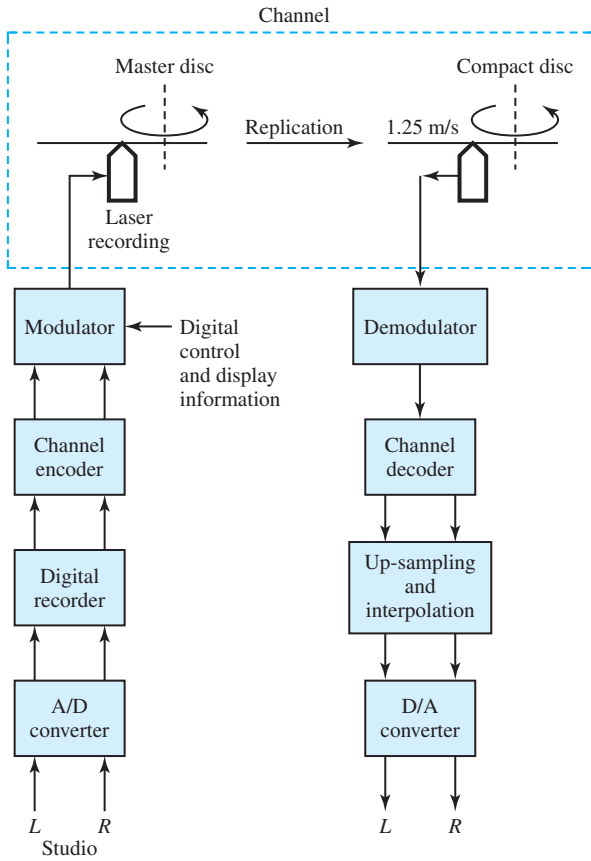 Channel
Master disc
Compact disc
Replication
1.25 m/s
Laser
recording
Modulator
Digital
control
and display
information
Demodulator
Channel
encoder
Channel
decoder
Digital
recorder
Up-sampling
and
interpolation
A/D
converter
D/A
converter
L R
Studio
L R